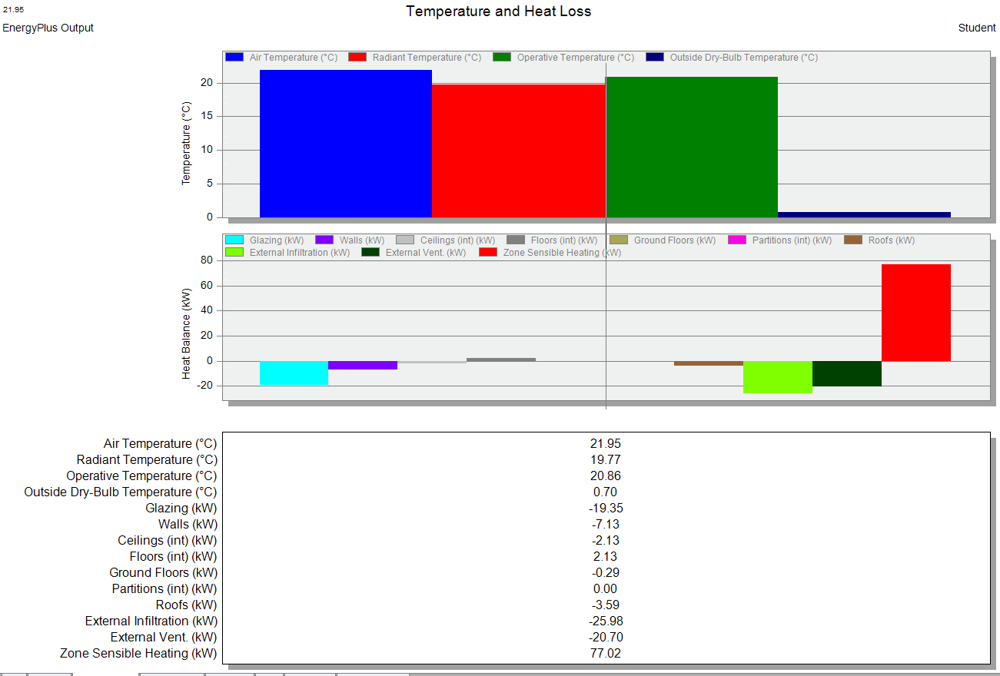 21.95
Temperature and Heat Loss
EnergyPlus Output
Student
Air Temperature (°C) Radiant Temperature (°C) Operative Temperature (°C) Outside Dry-Bulb Temperature (°C)
Temperature (°C)
20
15
10
5
0
Glazing (kW) Walls (kW) Ceilings (int) (kW) Floors (int) (kW) Ground Floors (kW) Partitions (int) (kW) Roofs (kW)
External Infiltration (kW) External Vent. (kW) Zone Sensible Heating (kW)
Heat Balance (kW)
80
60
40
20
0
-20
Air Temperature (°C) 21.95
Radiant Temperature (°C) 19.77
Operative Temperature (°C) 20.86
Outside Dry-Bulb Temperature (°C) 0.70
Glazing (kW) -19.35
Walls (kW) -7.13
Ceilings (int) (kW) -2.13
Floors (int) (kW) 2.13
Ground Floors (kW) -0.29
Partitions (int) (kW) 0.00
Roofs (kW) -3.59
External Infiltration (kW) -25.98
External Vent. (kW) -20.70
Zone Sensible Heating (kW) 77.02